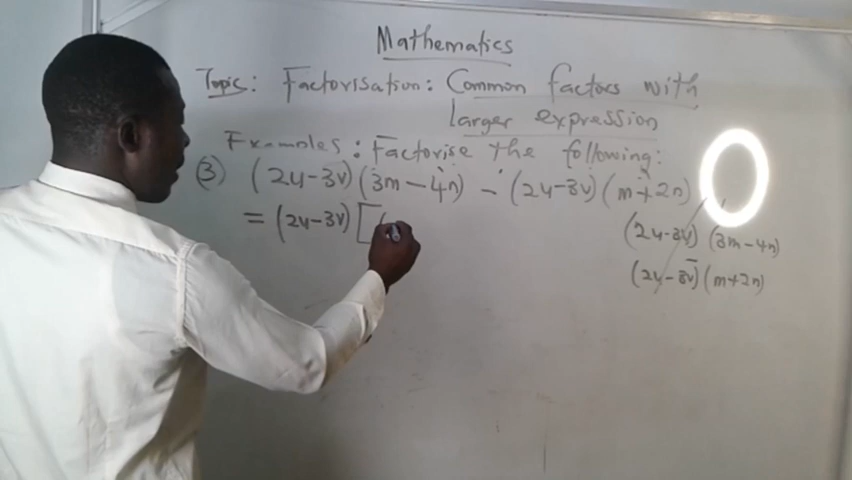 Mathematics
Topic: Factorisation: Common factors with
larger expression
Examples: Factorise the following:
(3) (2u-3v)(3m-4n) - (2u-3v)(m+2n)
= (2u-3v) [(
(2u-3v) (3m-4n)
-
(2u-3v) (m+2n)